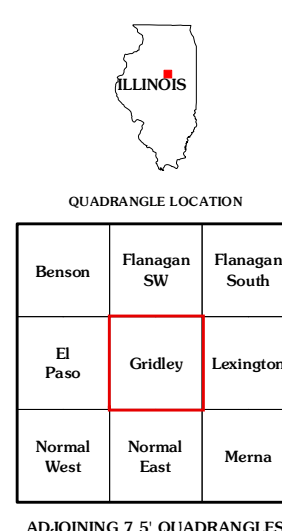 ILLINOIS
QUADRANGLE LOCATION
Benson
Flanagan
SW
Flanagan
South
El
Paso
Gridley
Lexington
Normal
West
Normal
East
Merna
ADJOINING 7.5' QUADRANGLES